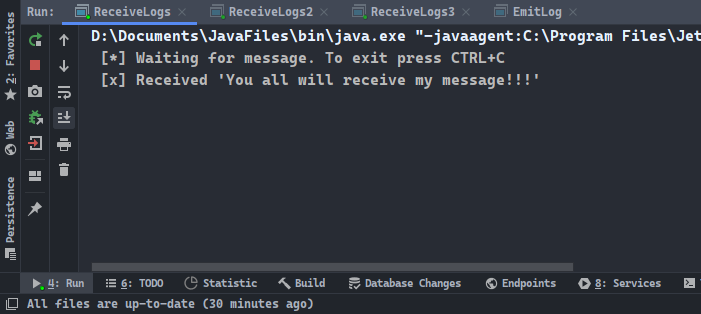 Run: ReceiveLogs ReceiveLogs2 ReceiveLogs3 EmitLog
D:\Documents\JavaFiles\bin\java.exe "-javaagent:C:\Program Files\Jet
[*] Waiting for message. To exit press CTRL+C
[x] Received 'You all will receive my message!!!'
2: Favorites
Web
Persistence
4: Run 6: TODO Statistic Build Database Changes Endpoints 8: Services
All files are up-to-date (30 minutes ago)